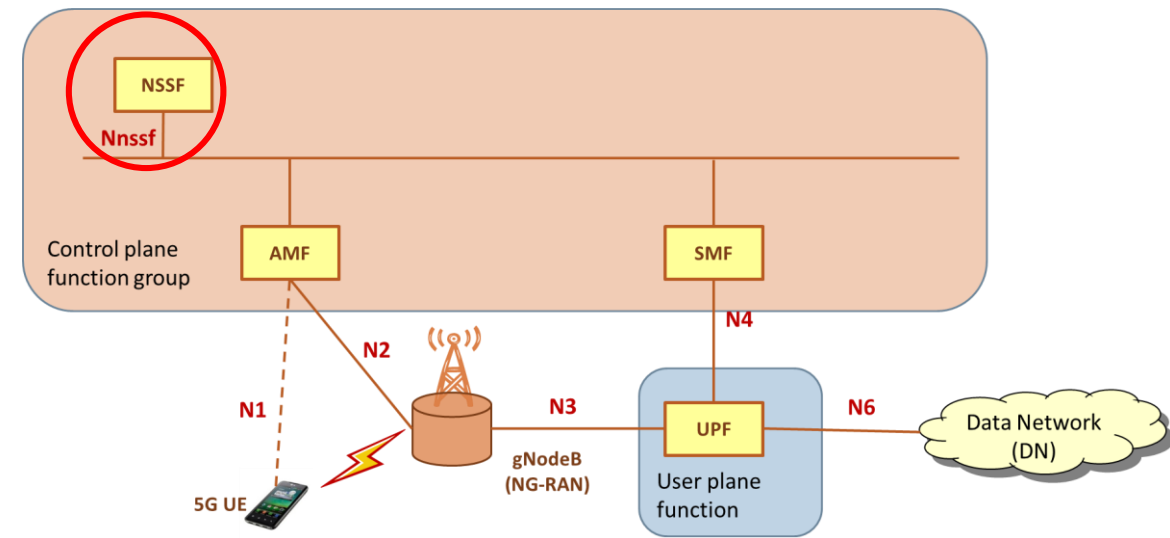 NSSF
Nnssf
AMF
SMF
Control plane
function group
N4
N2
N1
N3
N6
UPF
Data Network
(DN)
gNodeB
(NG-RAN)
User plane
function
5G UE